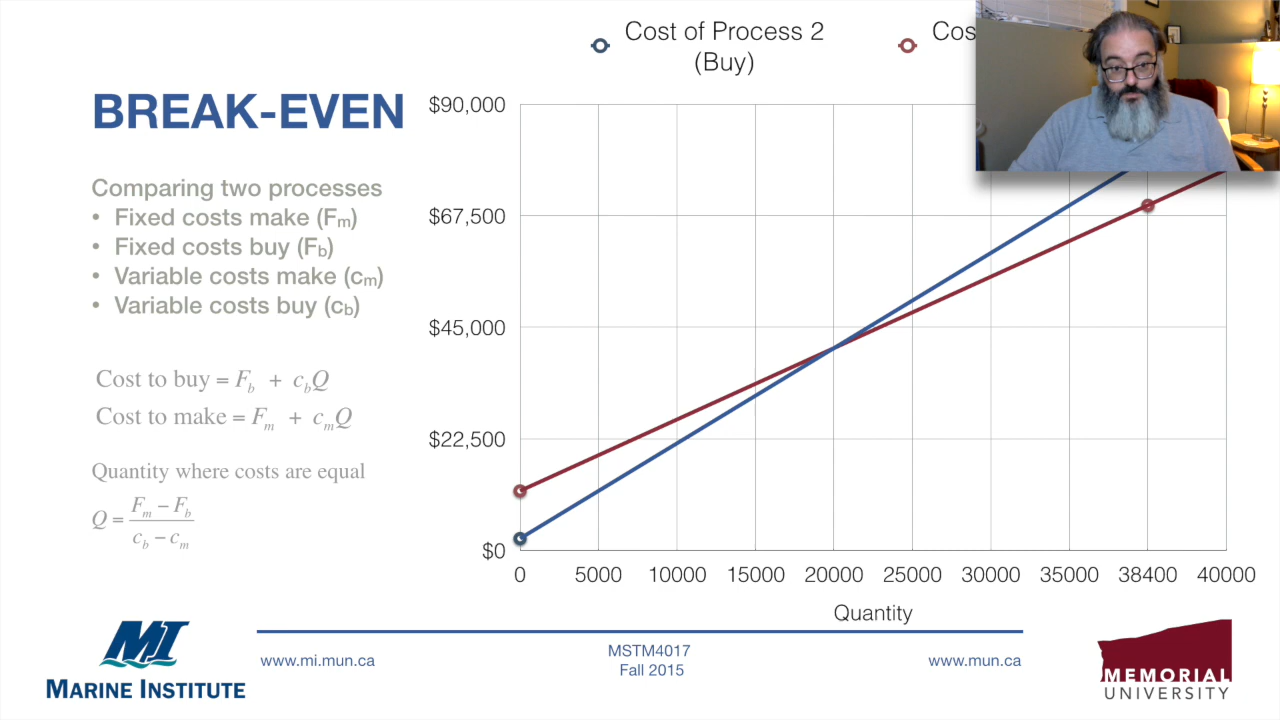 Cost of Process 2
(Buy)
BREAK-EVEN
Comparing two processes
• Fixed costs make (Fm)
• Fixed costs buy (Fb)
• Variable costs make (cm)
• Variable costs buy (cb)
Cost to buy = Fb + cbQ
Cost to make = Fm + cmQ
Quantity where costs are equal
Q = Fm − Fb
cb − cm
$90,000
$67,500
$45,000
$22,500
$0
0 5000 10000 15000 20000 25000 30000 35000 38400 40000
Quantity
MI
MARINE INSTITUTE
www.mi.mun.ca
MSTM4017
Fall 2015
www.mun.ca
MEMORIAL
UNIVERSITY